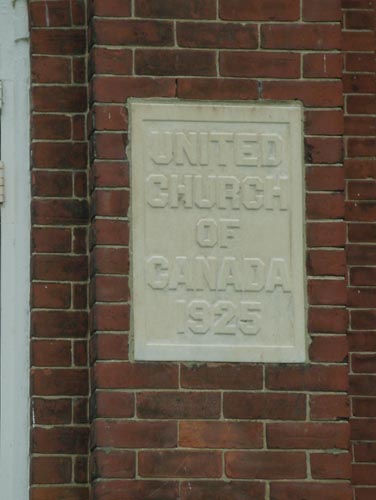 UNITED
CHURCH
OF
CANADA
1925